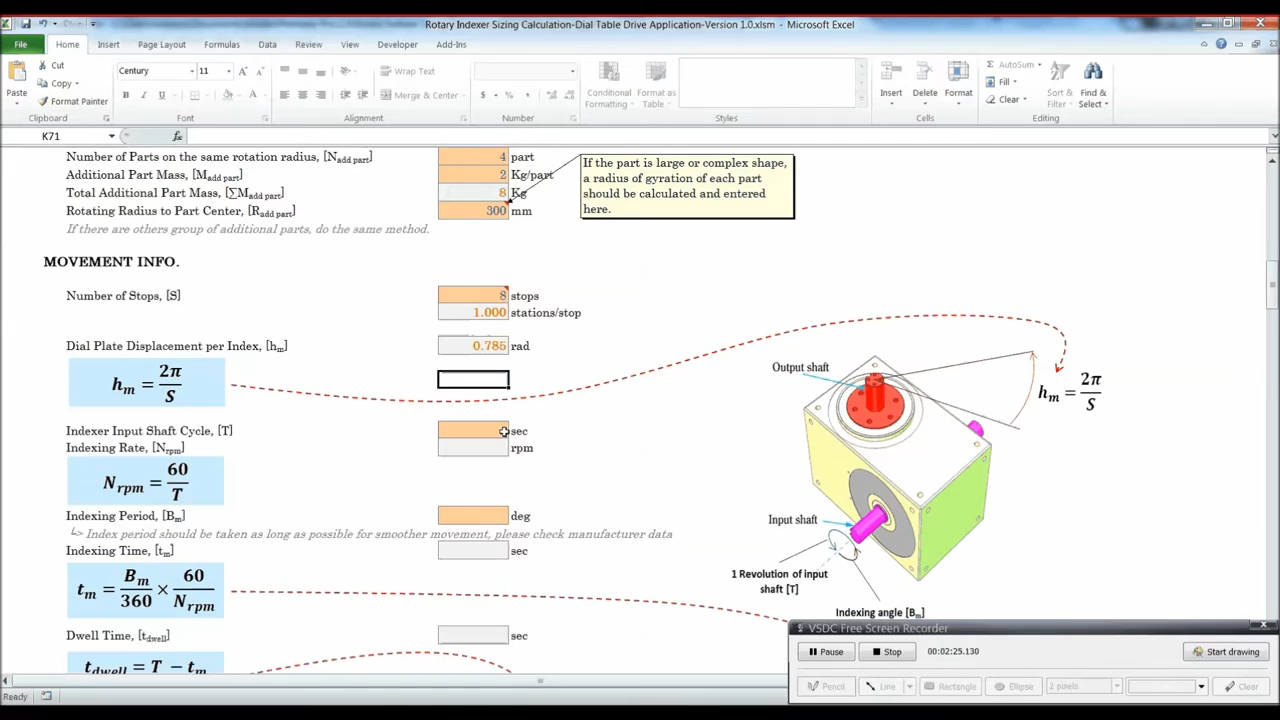 Rotary Indexer Sizing Calculation-Dial Table Drive Application-Version 1.0.xlsm - Microsoft Excel
File Home Insert Page Layout Formulas Data Review View Developer Add-Ins
Paste Cut Copy Format Painter
Century 11
Wrap Text
Merge & Center
Conditional Formatting Format as Table
Insert Delete Format
AutoSum Fill Clear
Sort & Filter Find & Select
Clipboard Font Alignment Number Styles Cells Editing
K71 fx
Number of Parts on the same rotation radius, [Nadd part] 4 part
Additional Part Mass, [Madd part] 2 Kg/part
Total Additional Part Mass, [∑Madd part] 8 Kg
Rotating Radius to Part Center, [Radd part] 300 mm
If there are others group of additional parts, do the same method.
If the part is large or complex shape,
a radius of gyration of each part
should be calculated and entered
here.
MOVEMENT INFO.
Number of Stops, [S] 8 stops
1.000 stations/stop
Dial Plate Displacement per Index, [hm] 0.785 rad
hm = 2π / S
Output shaft
hm = 2π / S
Indexer Input Shaft Cycle, [T] sec
Indexing Rate, [Nrpm] rpm
Nrpm = 60 / T
Indexing Period, [Bm] deg
Index period should be taken as long as possible for smoother movement, please check manufacturer data
Indexing Time, [tm] sec
tm = Bm / 360 × 60 / Nrpm
Input shaft
1 Revolution of input
shaft [T]
Indexing angle [Bm]
Dwell Time, [tdwell] sec
tdwell = T − tm
VSDC Free Screen Recorder
Pause Stop 00:02:25.130 Start drawing
Pencil Line Rectangle Ellipse 2 pixels Clear
Ready